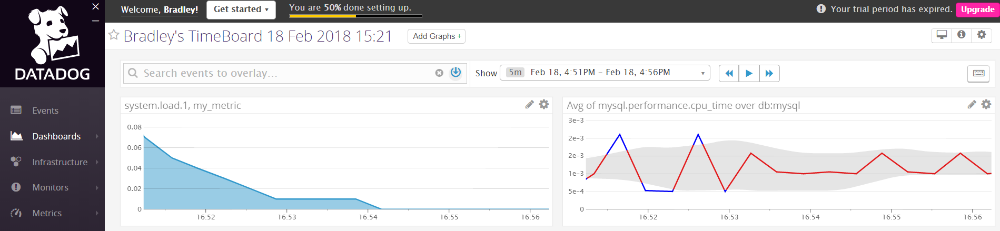 Welcome, Bradley!
Get started ▾
You are 50% done setting up.
Your trial period has expired.
Upgrade
DATADOG
Bradley's TimeBoard 18 Feb 2018 15:21
Add Graphs +
Search events to overlay...
Show
5m Feb 18, 4:51PM - Feb 18, 4:56PM
Events
Dashboards
Infrastructure
Monitors
Metrics
system.load.1, my_metric
0.08
0.06
0.04
0.02
0
16:52 16:53 16:54 16:55 16:56
Avg of mysql.performance.cpu_time over db:mysql
3e-3
2e-3
2e-3
1e-3
5e-4
0
16:52 16:53 16:54 16:55 16:56